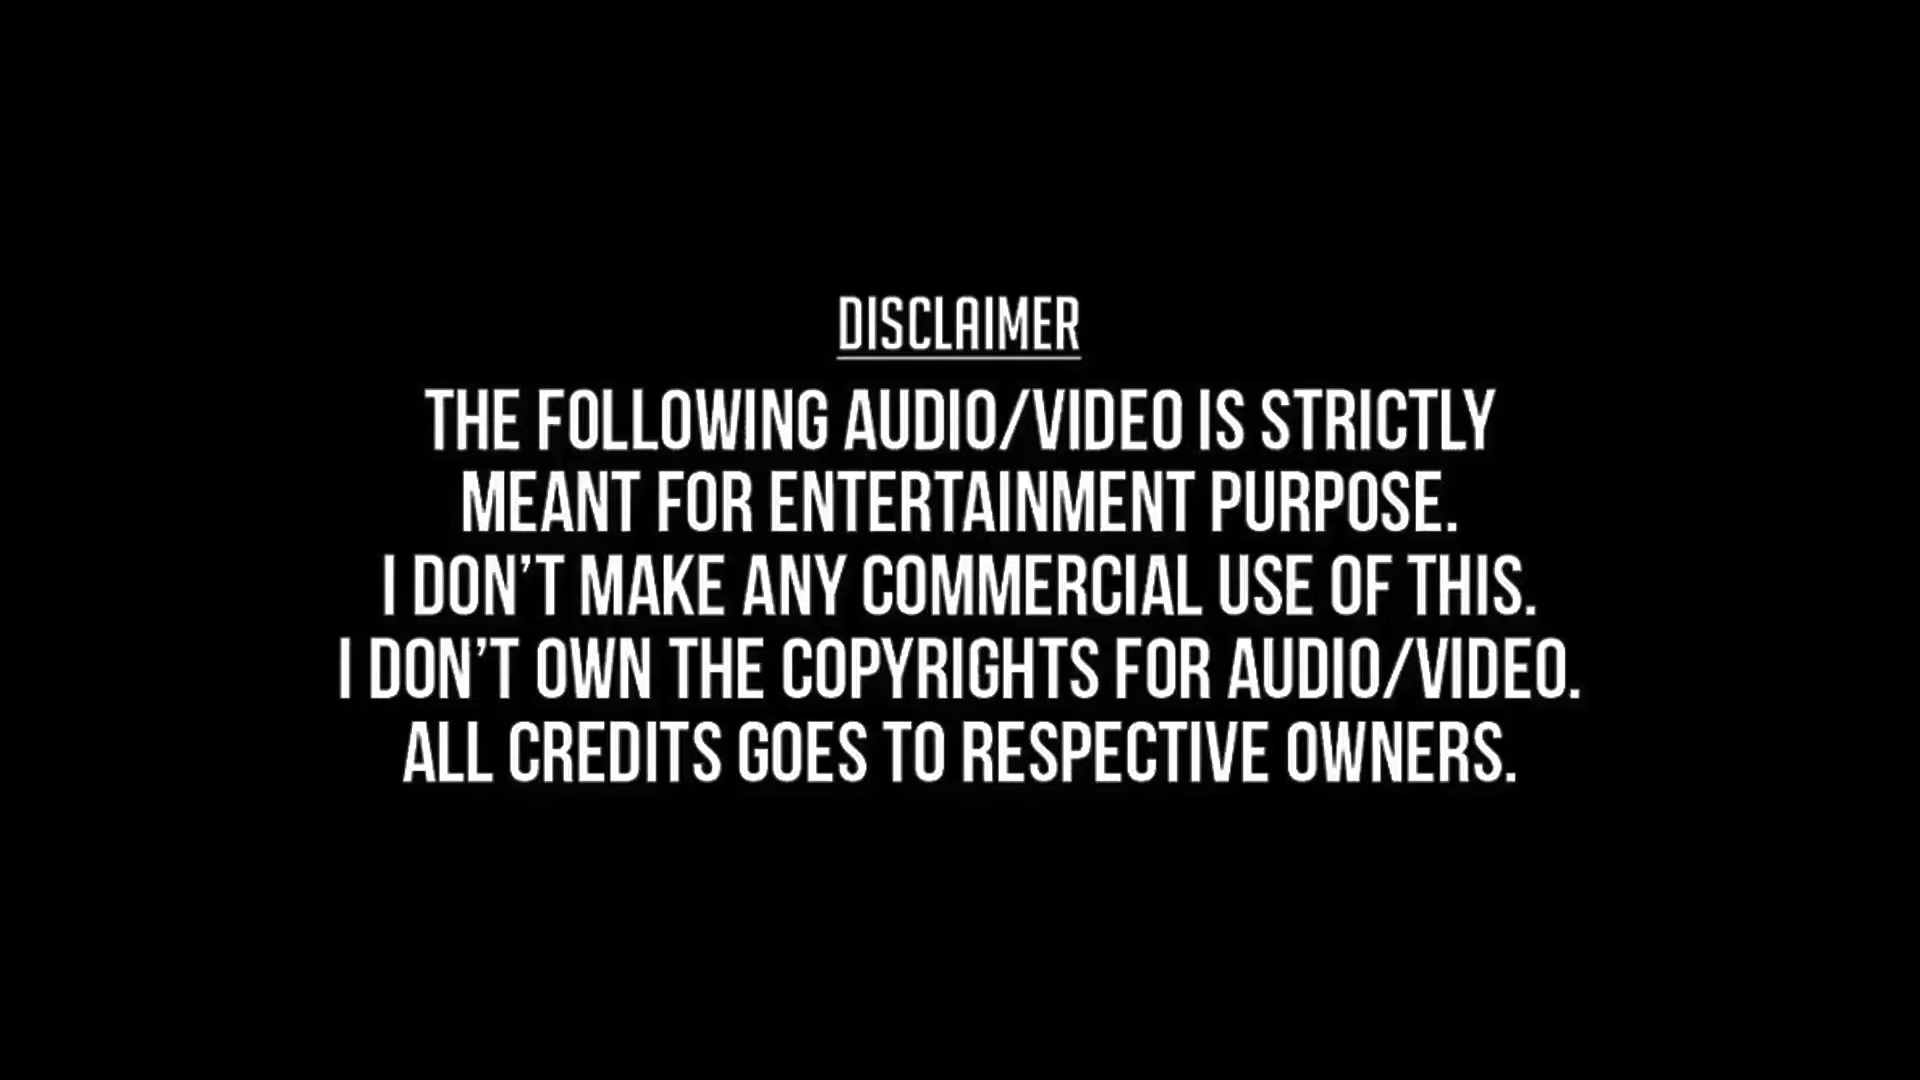 DISCLAIMER
THE FOLLOWING AUDIO/VIDEO IS STRICTLY
MEANT FOR ENTERTAINMENT PURPOSE.
I DON’T MAKE ANY COMMERCIAL USE OF THIS.
I DON’T OWN THE COPYRIGHTS FOR AUDIO/VIDEO.
ALL CREDITS GOES TO RESPECTIVE OWNERS.